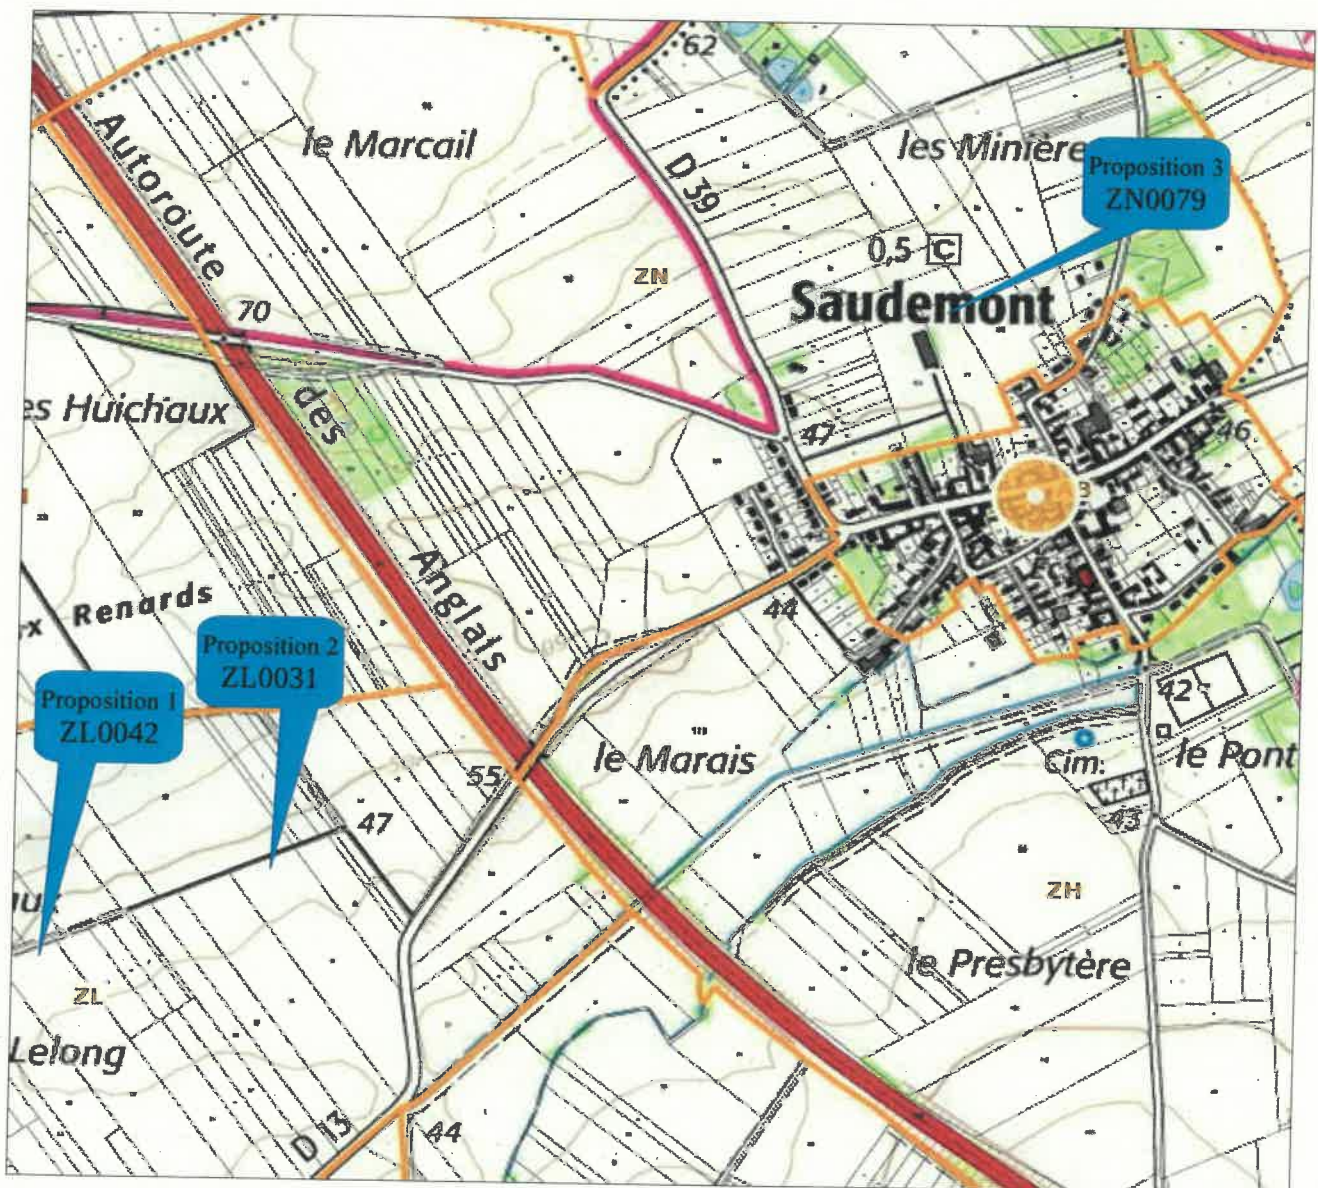 62
le Marcail
les Minière
Proposition 3
ZN0079
Autoroute
D 39
0,5 C
ZN
Saudemont
70
es Huichaux
des
47
46
3
Anglais
x Renards
44
Proposition 2
ZL0031
Proposition 1
ZL0042
42
le Marais
le Pont
55
Cim.
47
43
ZH
le Presbytère
ZL
Lelong
D 13
44